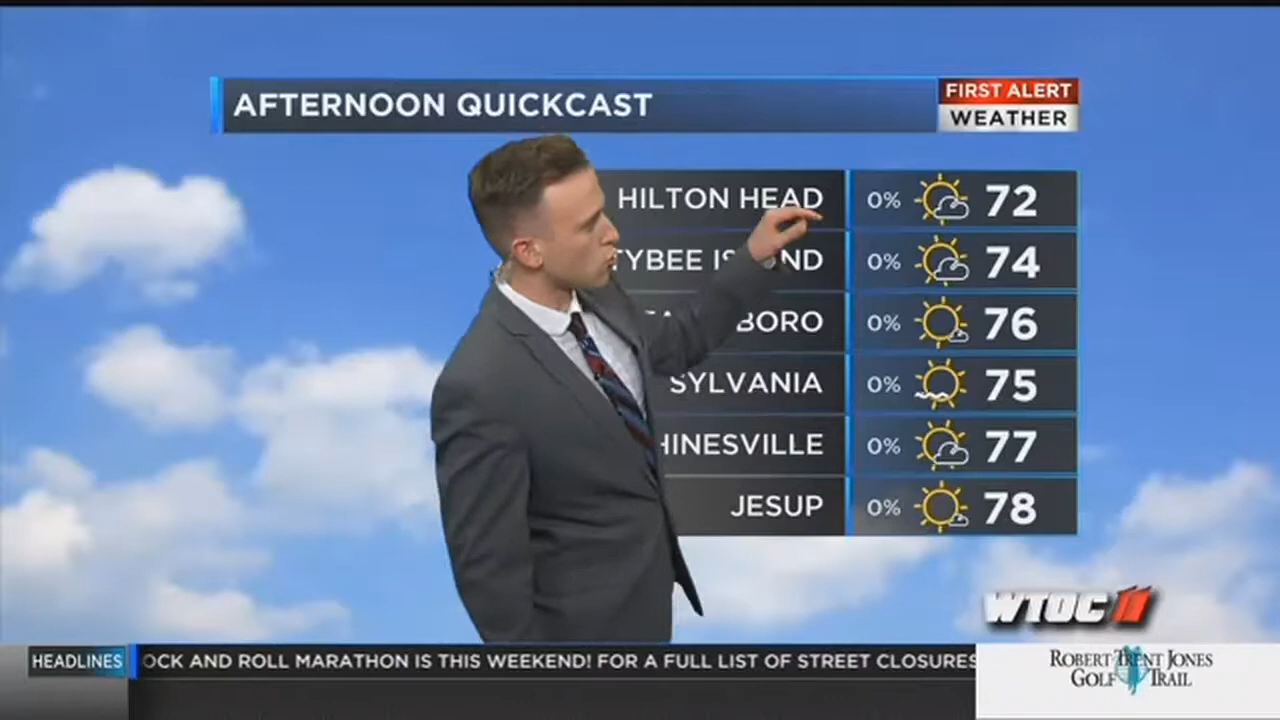 AFTERNOON QUICKCAST
FIRST ALERT
WEATHER
HILTON HEAD 0% 72
TYBEE 0% 74
0% 76
SYLVANIA 0% 75
HINESVILLE 0% 77
JESUP 0% 78
WTOC 11
HEADLINES
OCK AND ROLL MARATHON IS THIS WEEKEND! FOR A FULL LIST OF STREET CLOSURES
ROBERT TRENT JONES
GOLF TRAIL